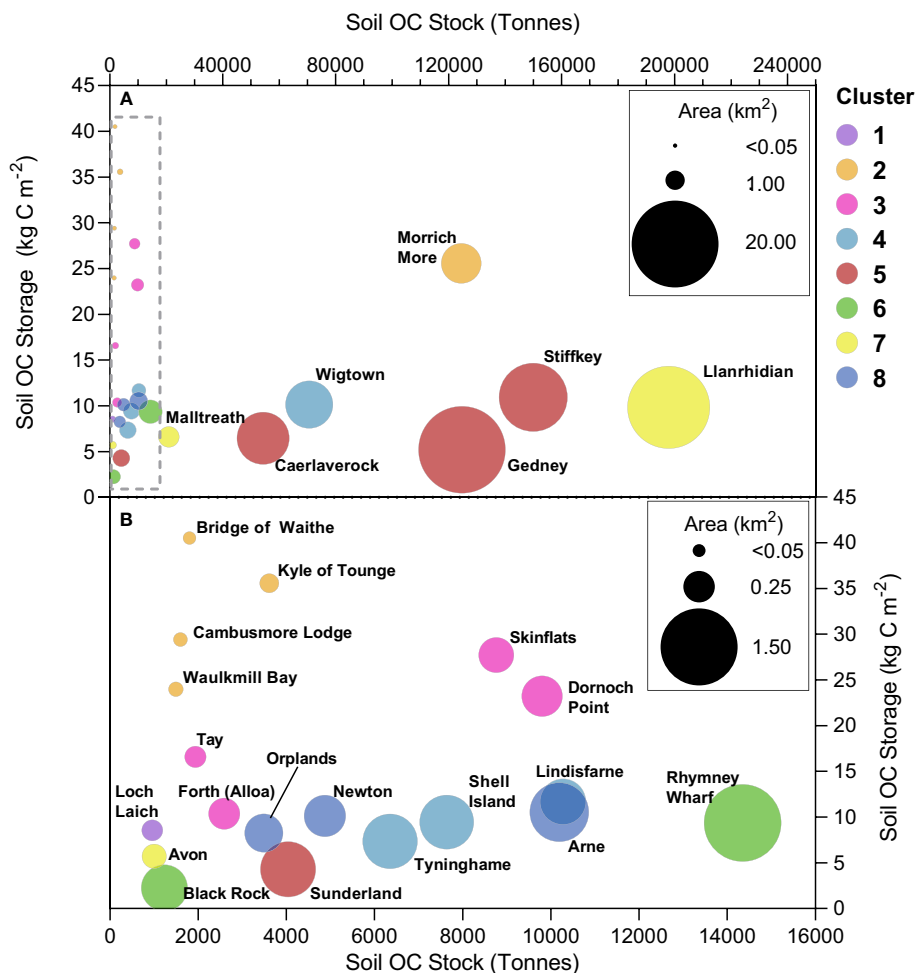 Soil OC Stock (Tonnes)
0 40000 80000 120000 160000 200000 240000
A
45
40
35
30
25
20
15
10
5
0
Soil OC Storage (kg C m-2)
Area (km2)
<0.05
1.00
20.00
Cluster
1
2
3
4
5
6
7
8
Morrich
More
Stiffkey
Llanrhidian
Wigtown
Malltreath
Caerlaverock
Gedney
B
Area (km2)
<0.05
0.25
1.50
Bridge of Waithe
Kyle of Tounge
Cambusmore Lodge
Waulkmill Bay
Skinflats
Dornoch
Point
Tay
Orplands
Forth (Alloa)
Newton
Loch
Laich
Shell
Island
Lindisfarne
Rhymney
Wharf
Avon
Tyninghame
Arne
Black Rock
Sunderland
45
40
35
30
25
20
15
10
5
0
Soil OC Storage (kg C m-2)
0 2000 4000 6000 8000 10000 12000 14000 16000
Soil OC Stock (Tonnes)